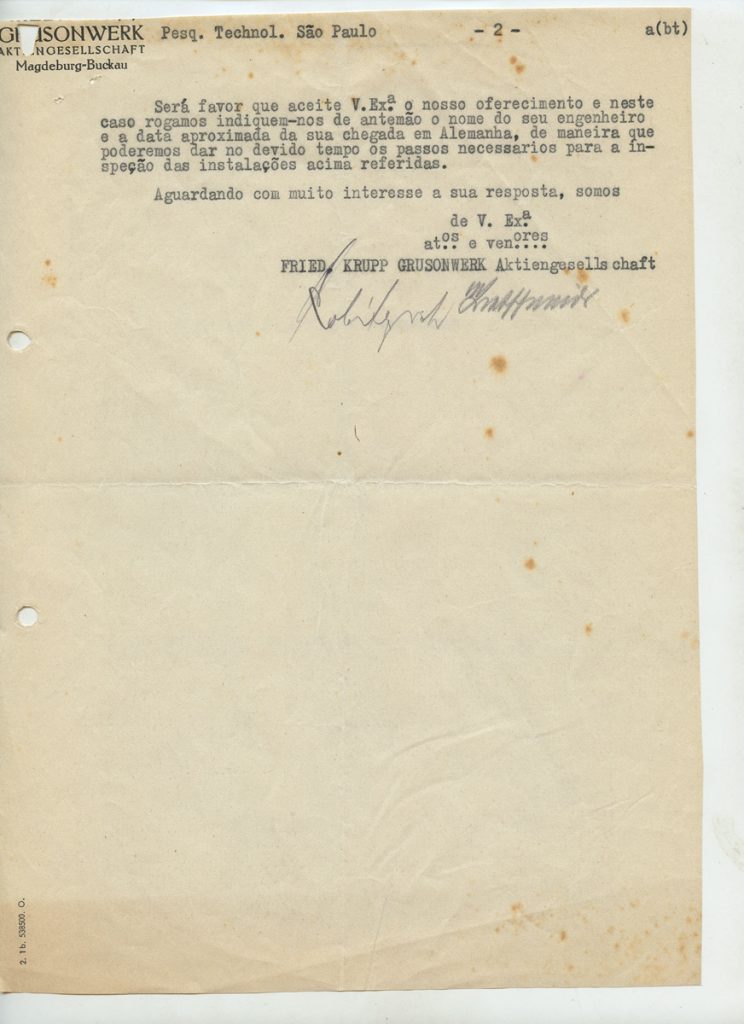 GRUSONWERK Pesq. Technol. São Paulo - 2 - a(bt)
AKTIENGESELLSCHAFT
Magdeburg-Buckau
Será favor que aceite V.Exª. o nosso oferecimento e neste
caso rogamos indiquem-nos de antemão o nome do seu engenheiro
e a data aproximada da sua chegada em Alemanha, de maneira que
poderemos dar no devido tempo os passos necessarios para a in-
speção das instalações acima referidas.
Aguardando com muito interesse a sua resposta, somos
de V. Exª.
atos.. e venores....
FRIED. KRUPP GRUSONWERK Aktiengesellschaft
2. 1b. 538500. O.